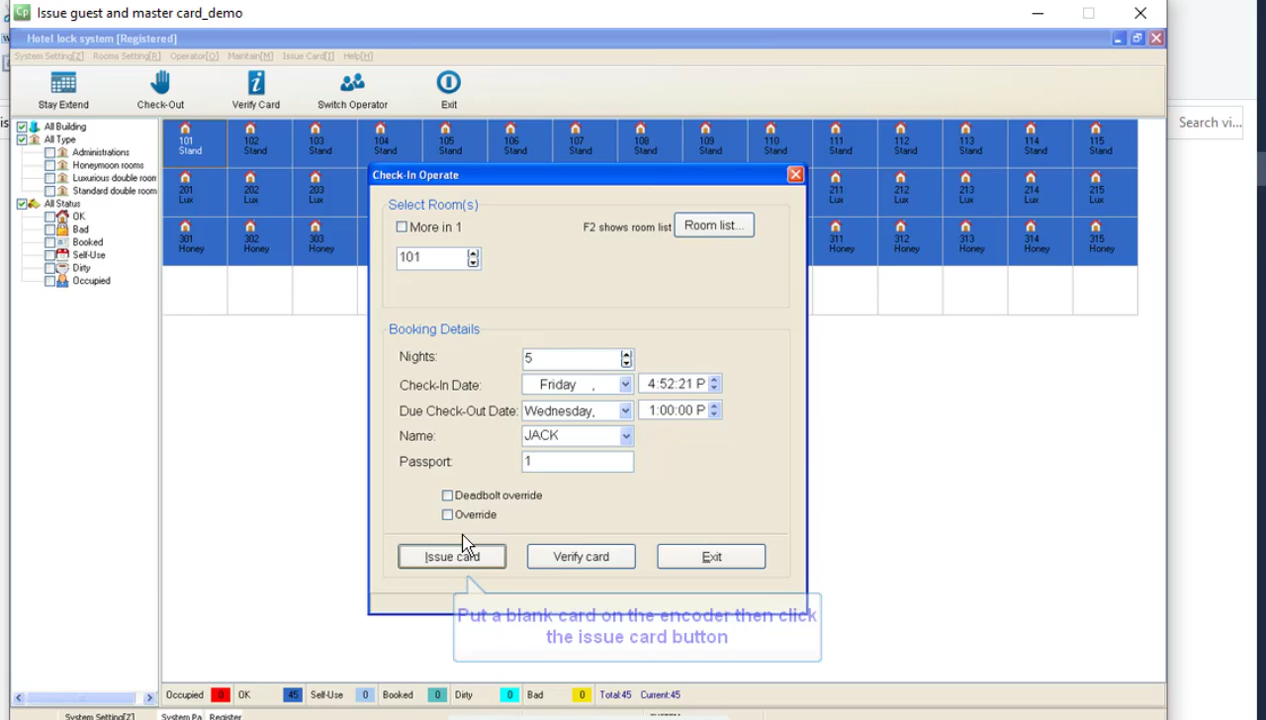 Cp Issue guest and master card_demo
Hotel lock system [Registered]
System Setting[Z] Rooms Setting[R] Operator[O] Maintain[M] Issue Card[I] Help[H]
Stay Extend Check-Out Verify Card Switch Operator Exit
Search vi...
All Building
All Type
Administrations
Honeymoon rooms
Luxurious double room
Standard double room
All Status
OK
Bad
Booked
Self-Use
Dirty
Occupied
101 102 103 104 105 106 107 108 109 110 111 112 113 114 115
Stand Stand Stand Stand Stand Stand Stand Stand Stand Stand Stand Stand Stand Stand Stand
201 202 203 211 212 213 214 215
Lux Lux Lux Lux Lux Lux Lux Lux
301 302 303 311 312 313 314 315
Honey Honey Honey Honey Honey Honey Honey Honey
Check-In Operate
Select Room(s)
More in 1 F2 shows room list Room list...
101
Booking Details
Nights: 5
Check-In Date: Friday , 4:52:21 P
Due Check-Out Date: Wednesday, 1:00:00 P
Name: JACK
Passport: 1
Deadbolt override
Override
Issue card Verify card Exit
Put a blank card on the encoder then click
the issue card button
Occupied 0 OK 45 Self-Use 0 Booked 0 Dirty 0 Bad 0 Total:45 Current:45
System Setting[Z] System Pa Register